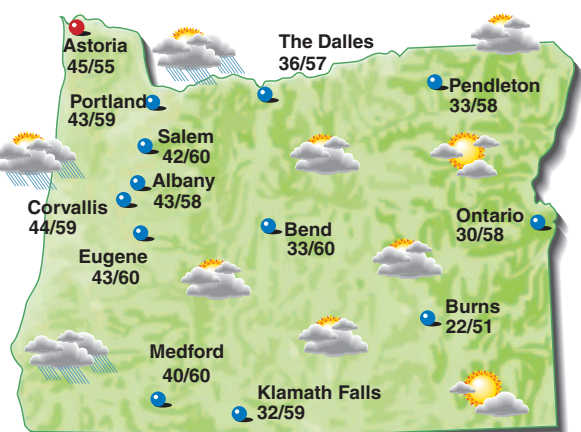 Astoria
45/55
The Dalles
36/57
Pendleton
33/58
Portland
43/59
Salem
42/60
Albany
43/58
Corvallis
44/59
Eugene
43/60
Bend
33/60
Ontario
30/58
Burns
22/51
Medford
40/60
Klamath Falls
32/59